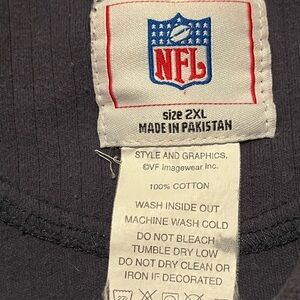 NFL
size 2XL
MADE IN PAKISTAN
STYLE AND GRAPHICS,
©VF Imagewear Inc.
100% COTTON
WASH INSIDE OUT
MACHINE WASH COLD
DO NOT BLEACH
TUMBLE DRY LOW
DO NOT DRY CLEAN OR
IRON IF DECORATED